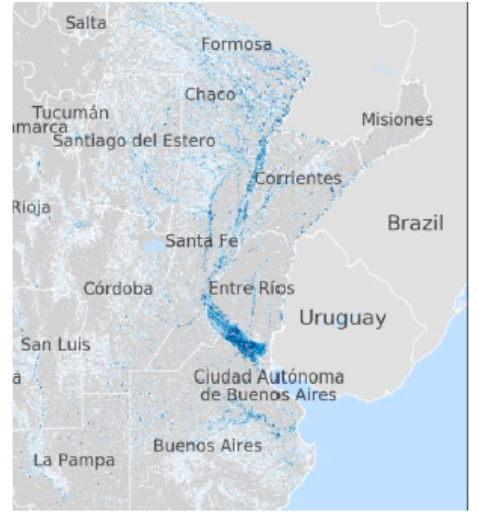 Salta
Formosa
Chaco
Tucumán
Misiones
amarca
Santiago del Estero
Corrientes
Rioja
Brazil
Santa Fe
Córdoba
Entre Ríos
Uruguay
San Luis
a
Ciudad Autónoma
de Buenos Aires
Buenos Aires
La Pampa